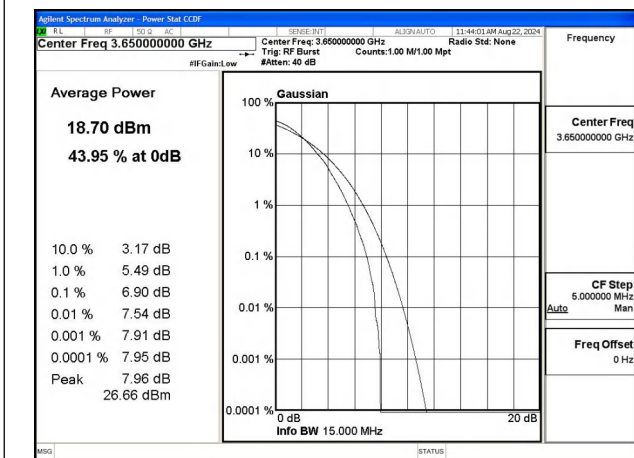 Agilent Spectrum Analyzer - Power Stat CCDF
RL RF 50 Ω AC SENSE:INT ALIGNAUTO 11:44:01 AM Aug 22, 2024
Center Freq 3.650000000 GHz
Center Freq: 3.650000000 GHz Radio Std: None
Trig: RF Burst Counts:1.00 M/1.00 Mpt
#IFGain:Low #Atten: 40 dB
Frequency
Average Power
18.70 dBm
43.95 % at 0dB
10.0 % 3.17 dB
1.0 % 5.49 dB
0.1 % 6.90 dB
0.01 % 7.54 dB
0.001 % 7.91 dB
0.0001 % 7.95 dB
Peak 7.96 dB
26.66 dBm
Gaussian
100 %
10 %
1 %
0.1 %
0.01 %
0.001 %
0.0001 %
0 dB 20 dB
Info BW 15.000 MHz
Center Freq
3.650000000 GHz
CF Step
5.000000 MHz
Auto Man
Freq Offset
0 Hz
MSG STATUS